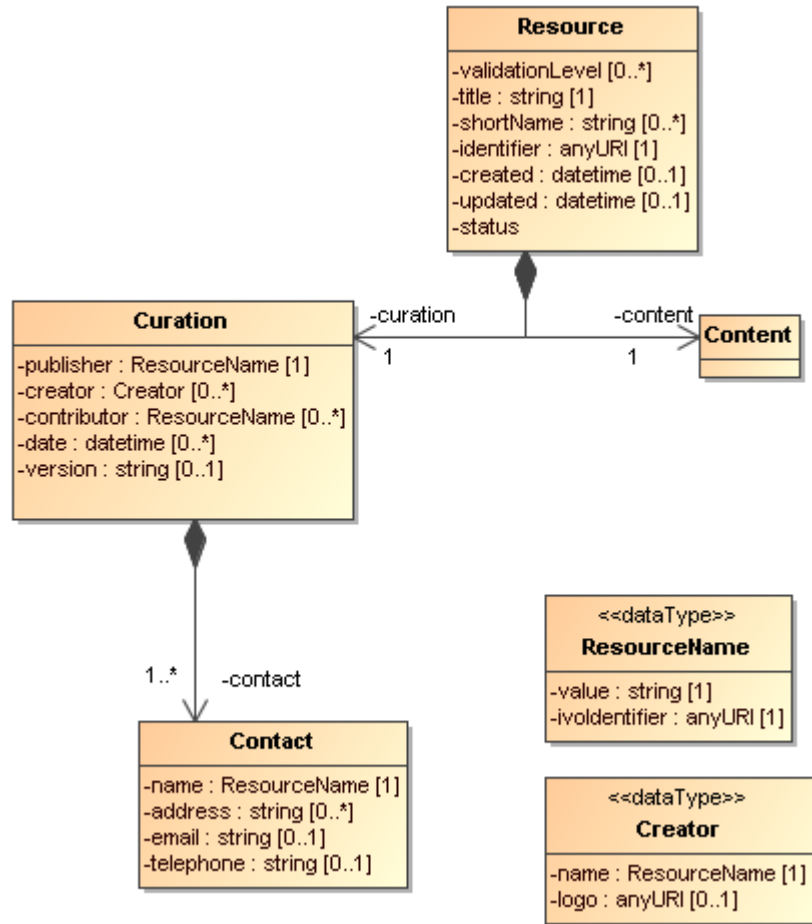 Resource
-validationLevel [0..*]
-title : string [1]
-shortName : string [0..*]
-identifier : anyURI [1]
-created : datetime [0..1]
-updated : datetime [0..1]
-status
Curation
-publisher : ResourceName [1]
-creator : Creator [0..*]
-contributor : ResourceName [0..*]
-date : datetime [0..*]
-version : string [0..1]
-curation
1
-content
1
Content
1..*
-contact
Contact
-name : ResourceName [1]
-address : string [0..*]
-email : string [0..1]
-telephone : string [0..1]
<<dataType>>
ResourceName
-value : string [1]
-ivoIdentifier : anyURI [1]
<<dataType>>
Creator
-name : ResourceName [1]
-logo : anyURI [0..1]